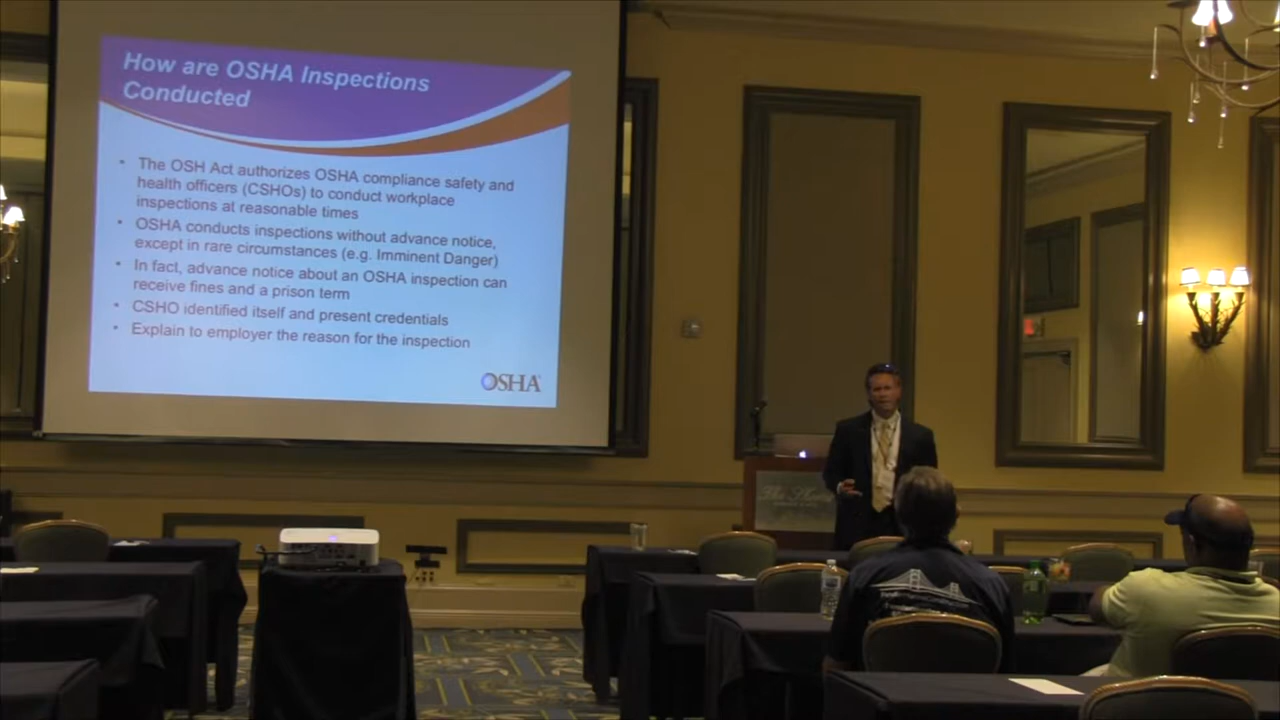 How are OSHA Inspections
Conducted
• The OSH Act authorizes OSHA compliance safety and
health officers (CSHOs) to conduct workplace
inspections at reasonable times
• OSHA conducts inspections without advance notice,
except in rare circumstances (e.g. Imminent Danger)
• In fact, advance notice about an OSHA inspection can
receive fines and a prison term
• CSHO identified itself and present credentials
• Explain to employer the reason for the inspection
OSHA